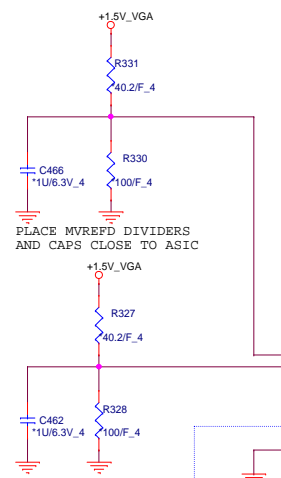 +1.5V_VGA
R331
40.2/F_4
C466
*1U/6.3V_4
R330
*100/F_4
PLACE MVREFD DIVIDERS
AND CAPS CLOSE TO ASIC
+1.5V_VGA
R327
40.2/F_4
C462
*1U/6.3V_4
R328
*100/F_4